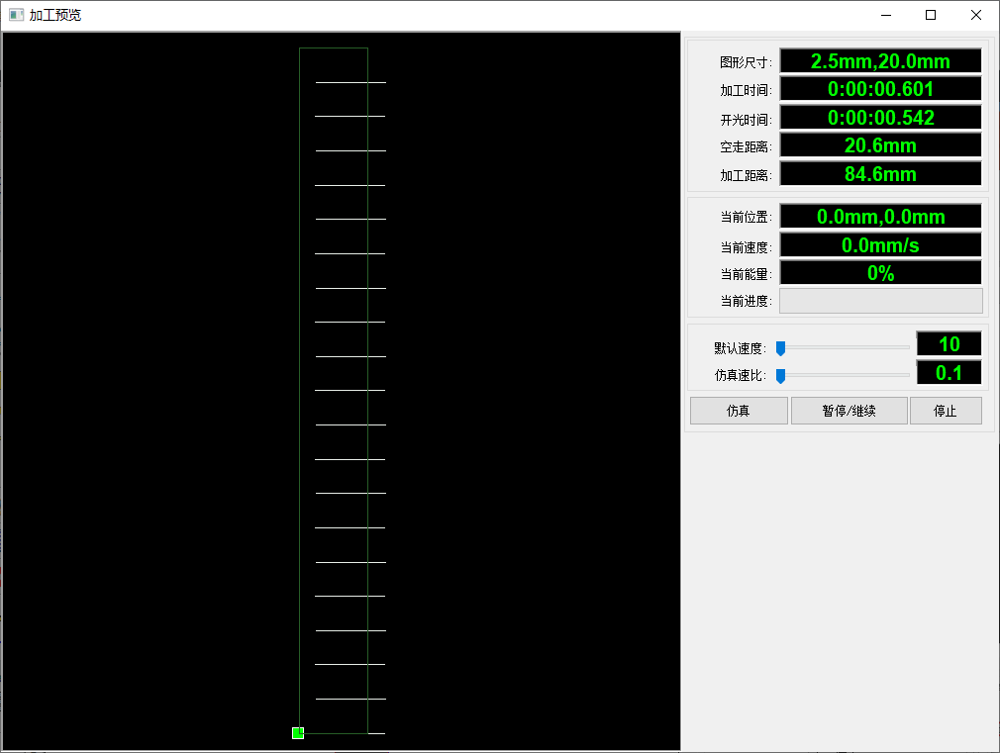 加工预览
图形尺寸: 2.5mm,20.0mm
加工时间: 0:00:00.601
开光时间: 0:00:00.542
空走距离: 20.6mm
加工距离: 84.6mm
当前位置: 0.0mm,0.0mm
当前速度: 0.0mm/s
当前能量: 0%
当前进度:
默认速度: 10
仿真速比: 0.1
仿真 暂停/继续 停止